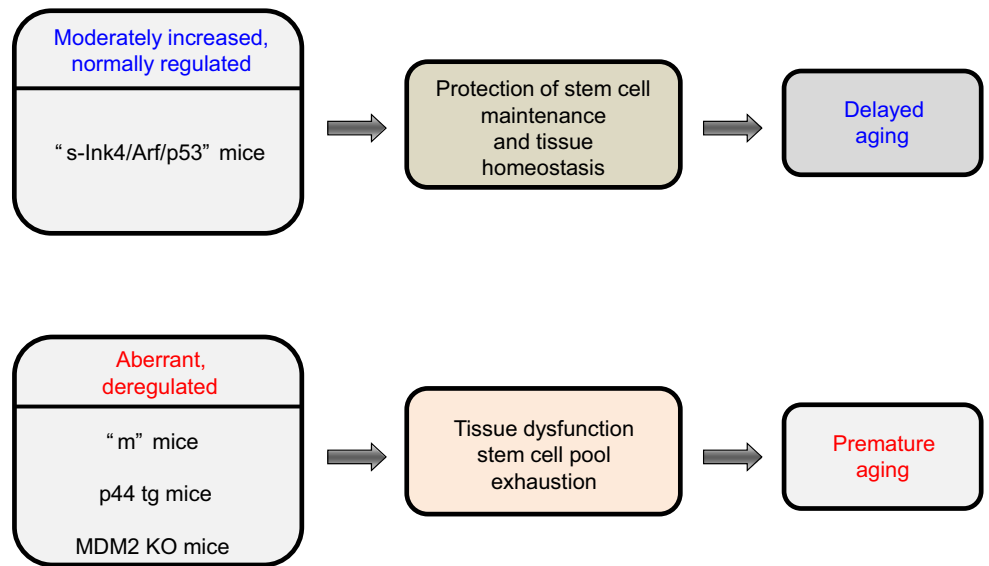 Moderately increased,
normally regulated
“s-Ink4/Arf/p53” mice
Protection of stem cell
maintenance
and tissue
homeostasis
Delayed
aging
Aberrant,
deregulated
“m” mice
p44 tg mice
MDM2 KO mice
Tissue dysfunction
stem cell pool
exhaustion
Premature
aging